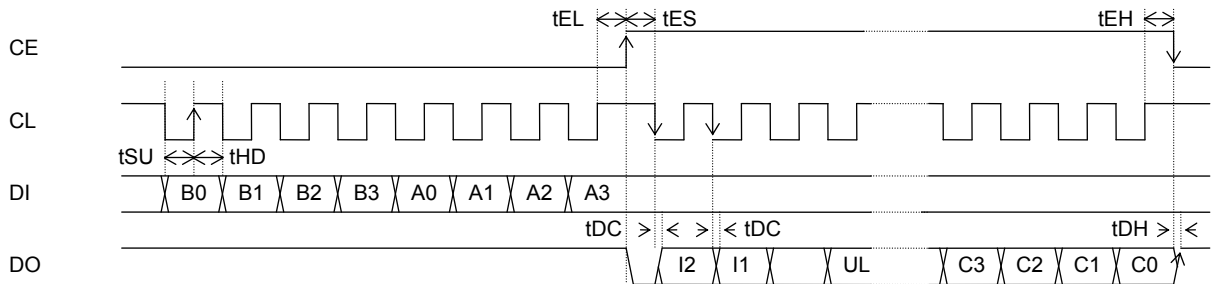 tEL tES tEH
CE
CL
tSU tHD
DI B0 B1 B2 B3 A0 A1 A2 A3
tDC tDC tDH
DO I2 I1 UL C3 C2 C1 C0